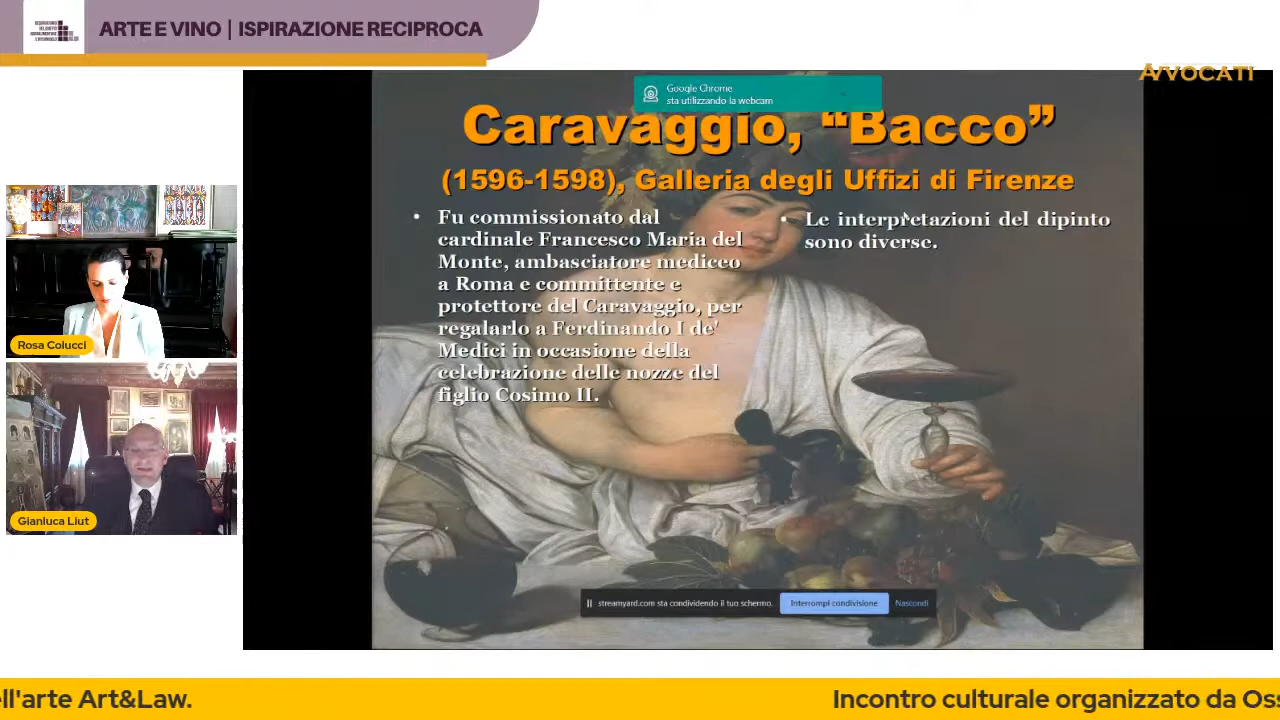 ARTE E VINO | ISPIRAZIONE RECIPROCA
AVVOCATI
Google Chrome
sta utilizzando la webcam
Caravaggio, “Bacco”
(1596-1598), Galleria degli Uffizi di Firenze
• Fu commissionato dal
cardinale Francesco Maria del
Monte, ambasciatore mediceo
a Roma e committente e
protettore del Caravaggio, per
regalarlo a Ferdinando I de'
Medici in occasione della
celebrazione delle nozze del
figlio Cosimo II.
• Le interpretazioni del dipinto
sono diverse.
Rosa Colucci
Gianluca Liut
streamyard.com sta condividendo il tuo schermo.
Interrompi condivisione
Nascondi
ell'arte Art&Law.
Incontro culturale organizzato da Oss